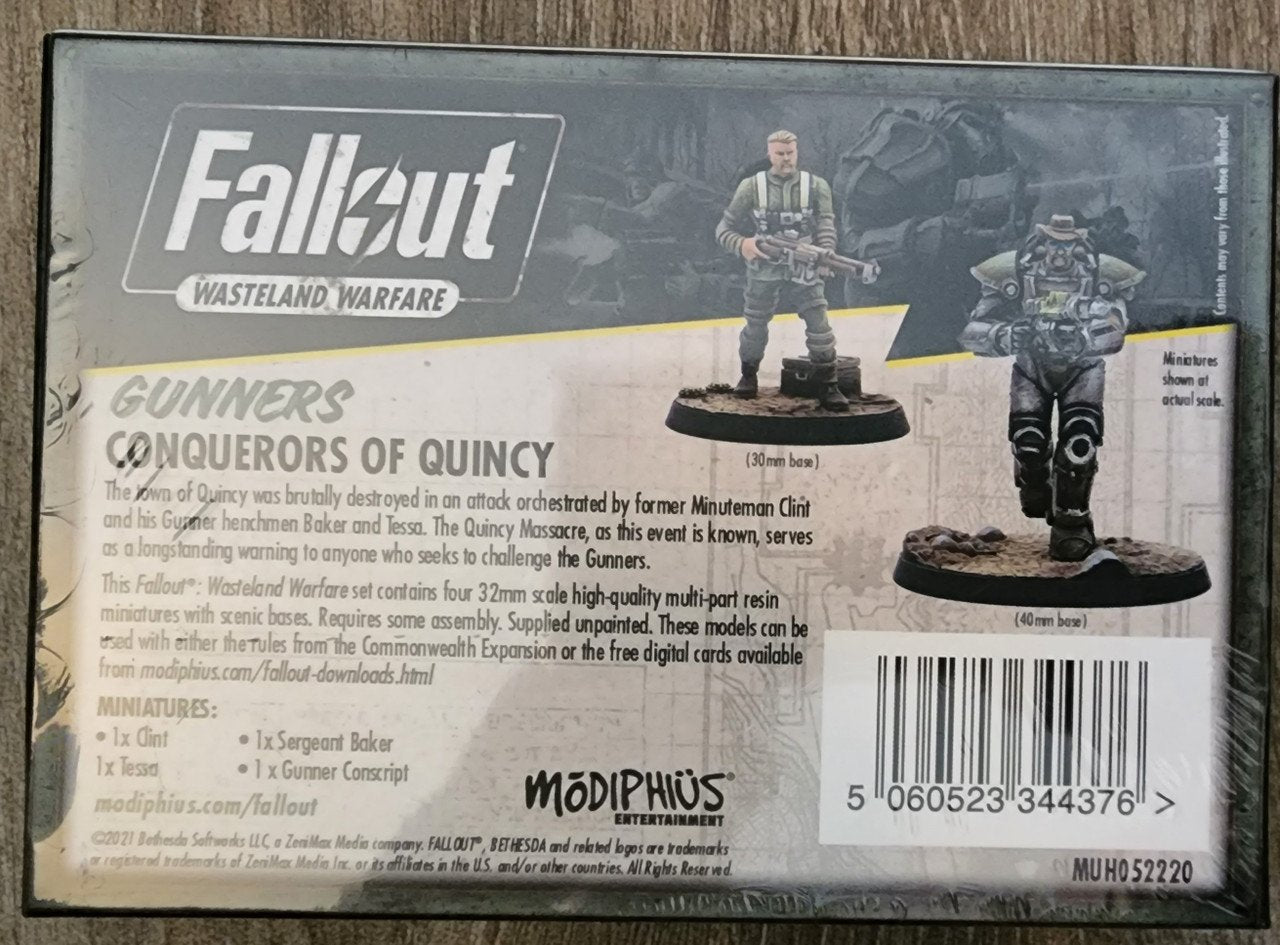 Fallout
WASTELAND WARFARE
Contents may vary from those illustrated.
Miniatures
shown at
actual scale.
(30mm base)
(40mm base)
GUNNERS
CONQUERORS OF QUINCY
The town of Quincy was brutally destroyed in an attack orchestrated by former Minuteman Clint
and his Gunner henchmen Baker and Tessa. The Quincy Massacre, as this event is known, serves
as a longstanding warning to anyone who seeks to challenge the Gunners.
This Fallout®: Wasteland Warfare set contains four 32mm scale high-quality multi-part resin
miniatures with scenic bases. Requires some assembly. Supplied unpainted. These models can be
used with either the rules from the Commonwealth Expansion or the free digital cards available
from modiphius.com/fallout-downloads.html
MINIATURES:
• 1x Clint • 1x Sergeant Baker
1x Tessa • 1x Gunner Conscript
modiphius.com/fallout
MōDIPHIÜS®
ENTERTAINMENT
©2021 Bethesda Softworks LLC, a ZeniMax Media company. FALLOUT®, BETHESDA and related logos are trademarks
or registered trademarks of ZeniMax Media Inc. or its affiliates in the U.S. and/or other countries. All Rights Reserved.
5 060523 344376 >
MUH052220